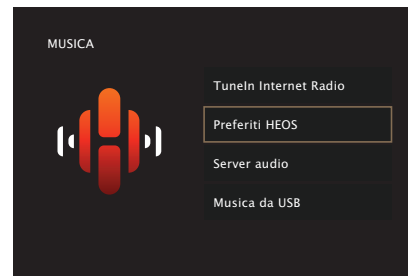 MUSICA
TuneIn Internet Radio
Preferiti HEOS
Server audio
Musica da USB